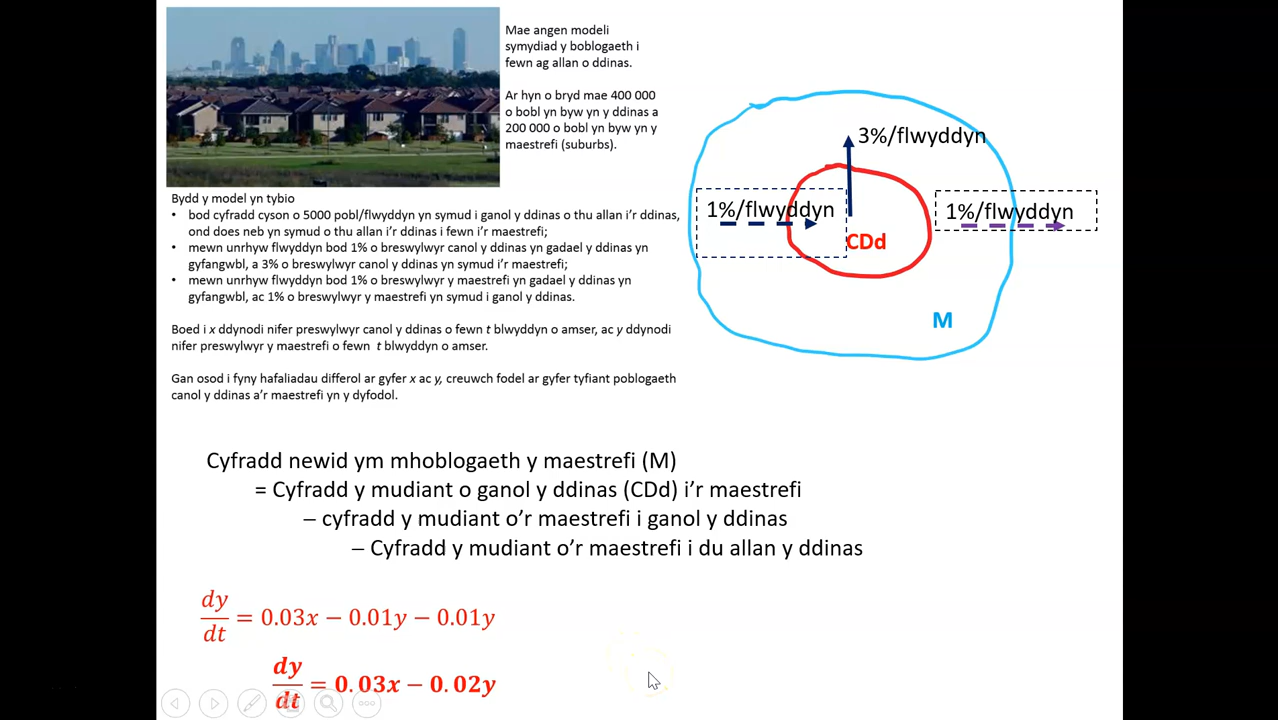 Mae angen modeli
symydiad y boblogaeth i
fewn ag allan o ddinas.
Ar hyn o bryd mae 400 000
o bobl yn byw yn y ddinas a
200 000 o bobl yn byw yn y
maestrefi (suburbs).
Bydd y model yn tybio
• bod cyfradd cyson o 5000 pobl/flwyddyn yn symud i ganol y ddinas o thu allan i’r ddinas,
ond does neb yn symud o thu allan i’r ddinas i fewn i’r maestrefi;
• mewn unrhyw flwyddyn bod 1% o breswylwyr canol y ddinas yn gadael y ddinas yn
gyfangwbl, a 3% o breswylwyr canol y ddinas yn symud i’r maestrefi;
• mewn unrhyw flwyddyn bod 1% o breswylwyr y maestrefi yn gadael y ddinas yn
gyfangwbl, ac 1% o breswylwyr y maestrefi yn symud i ganol y ddinas.
Boed i x ddynodi nifer preswylwyr canol y ddinas o fewn t blwyddyn o amser, ac y ddynodi
nifer preswylwyr y maestrefi o fewn t blwyddyn o amser.
Gan osod i fyny hafaliadau differol ar gyfer x ac y, creuwch fodel ar gyfer tyfiant poblogaeth
canol y ddinas a’r maestrefi yn y dyfodol.
3%/flwyddyn
1%/flwyddyn
1%/flwyddyn
CDd
M
Cyfradd newid ym mhoblogaeth y maestrefi (M)
= Cyfradd y mudiant o ganol y ddinas (CDd) i’r maestrefi
– cyfradd y mudiant o’r maestrefi i ganol y ddinas
– Cyfradd y mudiant o’r maestrefi i du allan y ddinas
dy/dt = 0.03x − 0.01y − 0.01y
dy/dt = 0.03x − 0.02y